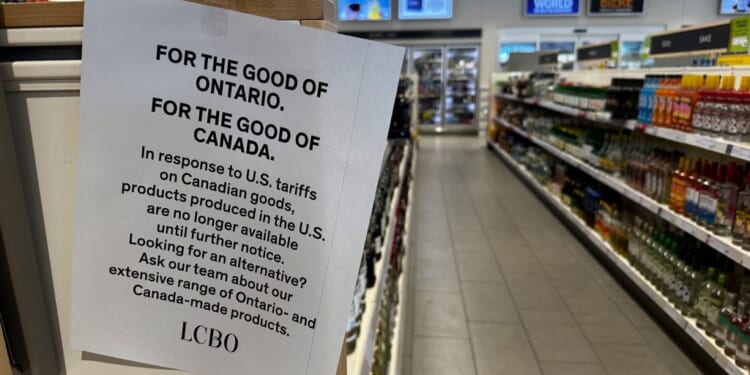 FOR THE GOOD OF
ONTARIO.
FOR THE GOOD OF
CANADA.
In response to U.S. tariffs
on Canadian goods,
products produced in the U.S.
are no longer available
until further notice.
Looking for an alternative?
Ask our team about our
extensive range of Ontario- and
Canada-made products.
LCBO
WORLD